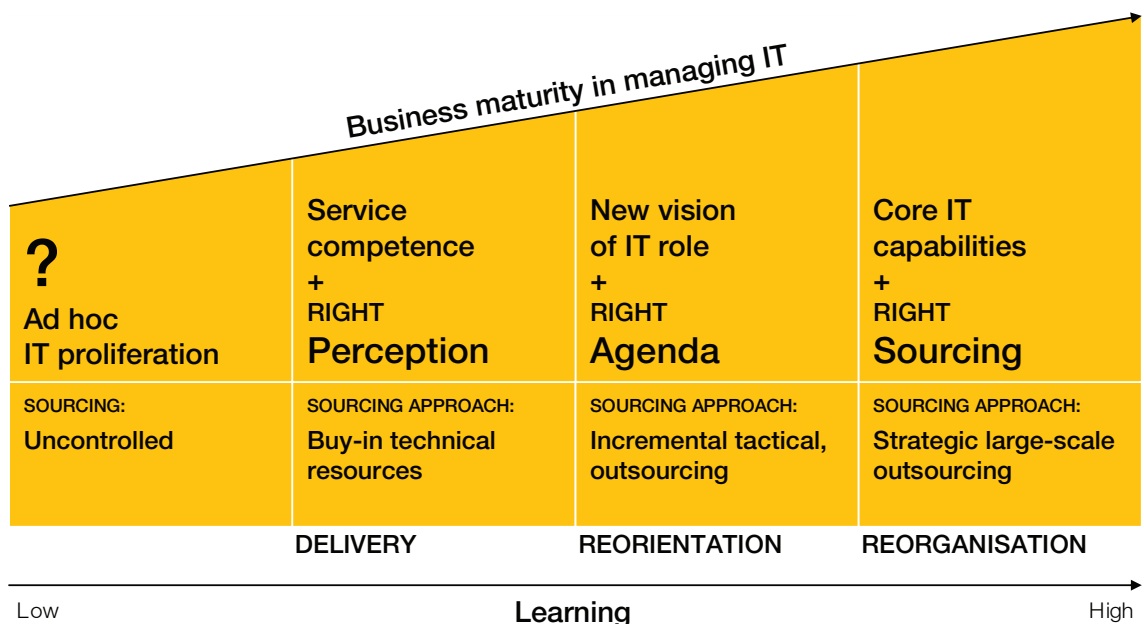 Business maturity in managing IT
?
Ad hoc
IT proliferation
Service
competence
+
RIGHT
Perception
New vision
of IT role
+
RIGHT
Agenda
Core IT
capabilities
+
RIGHT
Sourcing
SOURCING:
Uncontrolled
SOURCING APPROACH:
Buy-in technical
resources
SOURCING APPROACH:
Incremental tactical,
outsourcing
SOURCING APPROACH:
Strategic large-scale
outsourcing
DELIVERY
REORIENTATION
REORGANISATION
Low
Learning
High